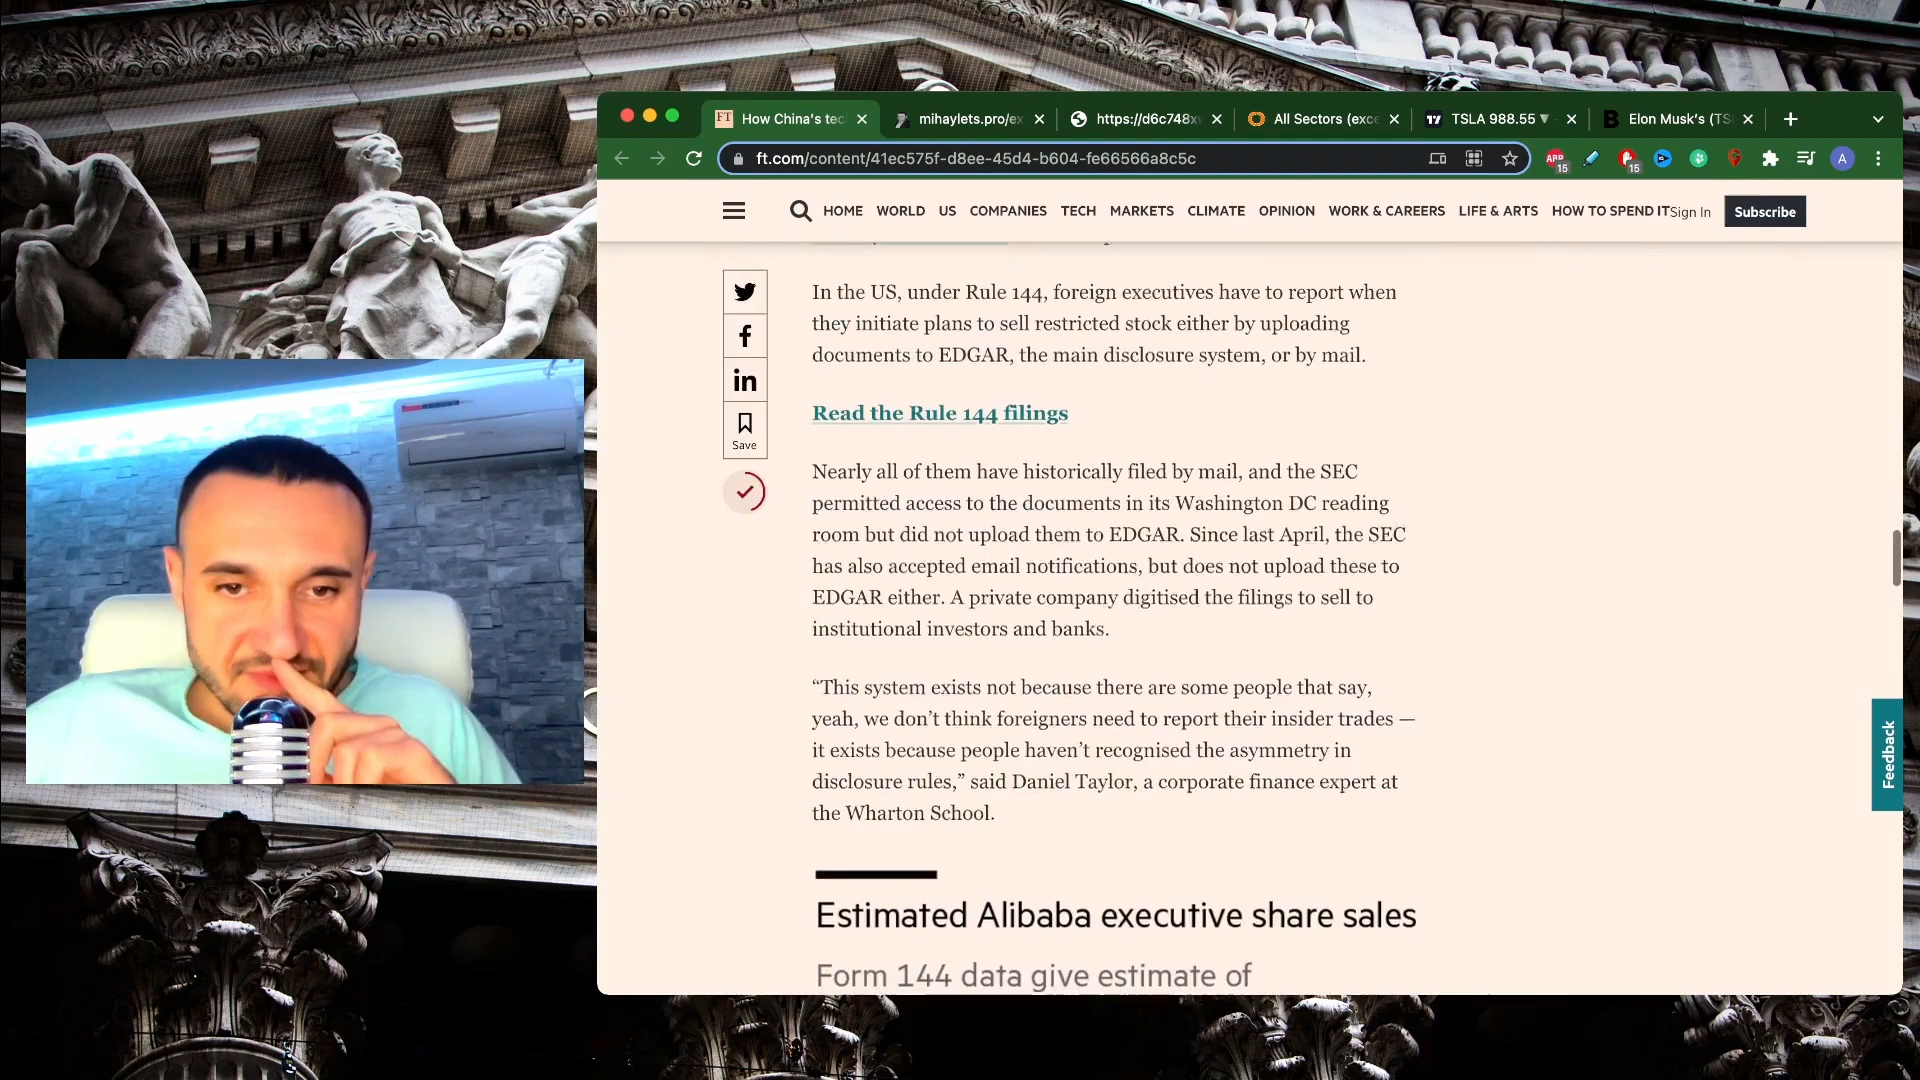 FT How China's tec
mihaylets.pro/ex
https://d6c748x
All Sectors (exce
TSLA 988.55 ▼
Elon Musk's (TS
ft.com/content/41ec575f-d8ee-45d4-b604-fe66566a8c5c
ABP
15
15
A
HOME WORLD US COMPANIES TECH MARKETS CLIMATE OPINION WORK & CAREERS LIFE & ARTS HOW TO SPEND IT
Sign In
Subscribe
In the US, under Rule 144, foreign executives have to report when
they initiate plans to sell restricted stock either by uploading
documents to EDGAR, the main disclosure system, or by mail.
in
Save
Read the Rule 144 filings
Nearly all of them have historically filed by mail, and the SEC
permitted access to the documents in its Washington DC reading
room but did not upload them to EDGAR. Since last April, the SEC
has also accepted email notifications, but does not upload these to
EDGAR either. A private company digitised the filings to sell to
institutional investors and banks.
“This system exists not because there are some people that say,
yeah, we don’t think foreigners need to report their insider trades —
it exists because people haven’t recognised the asymmetry in
disclosure rules,” said Daniel Taylor, a corporate finance expert at
the Wharton School.
Feedback
Estimated Alibaba executive share sales
Form 144 data give estimate of